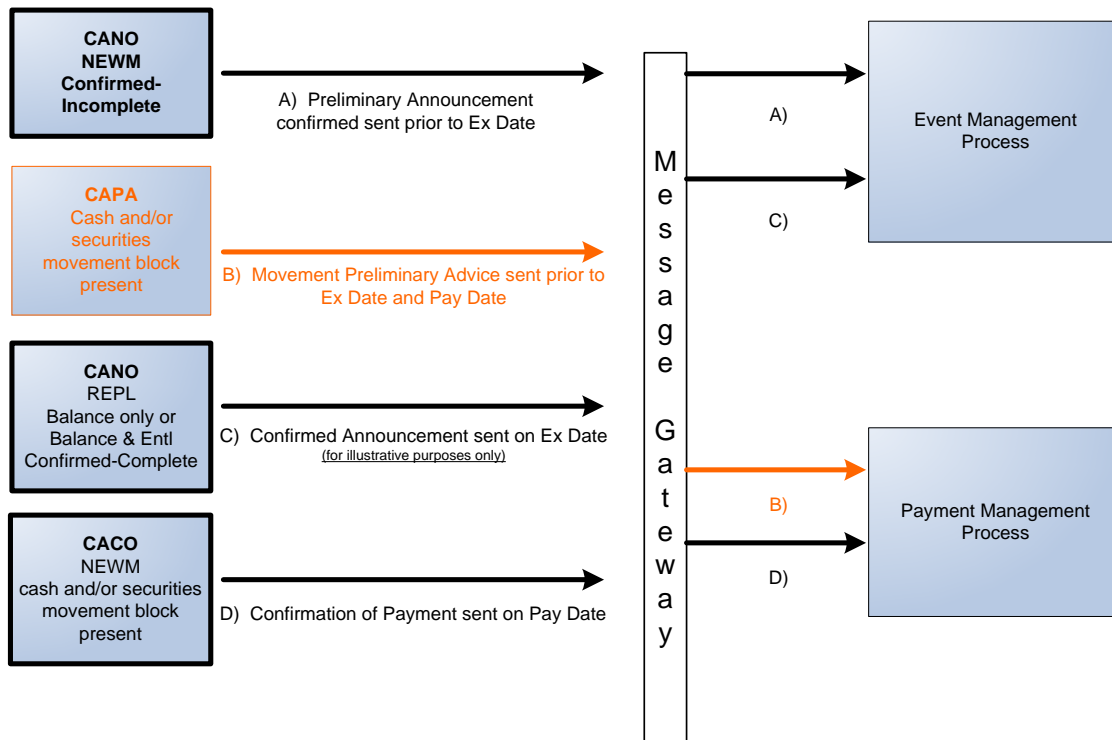 CANO
NEWM
Confirmed-
Incomplete
A) Preliminary Announcement
confirmed sent prior to Ex Date
CAPA
Cash and/or
securities
movement block
present
B) Movement Preliminary Advice sent prior to
Ex Date and Pay Date
CANO
REPL
Balance only or
Balance & Entl
Confirmed-Complete
C) Confirmed Announcement sent on Ex Date
(for illustrative purposes only)
CACO
NEWM
cash and/or securities
movement block
present
D) Confirmation of Payment sent on Pay Date
Message Gateway
A)
C)
B)
D)
Event Management
Process
Payment Management
Process